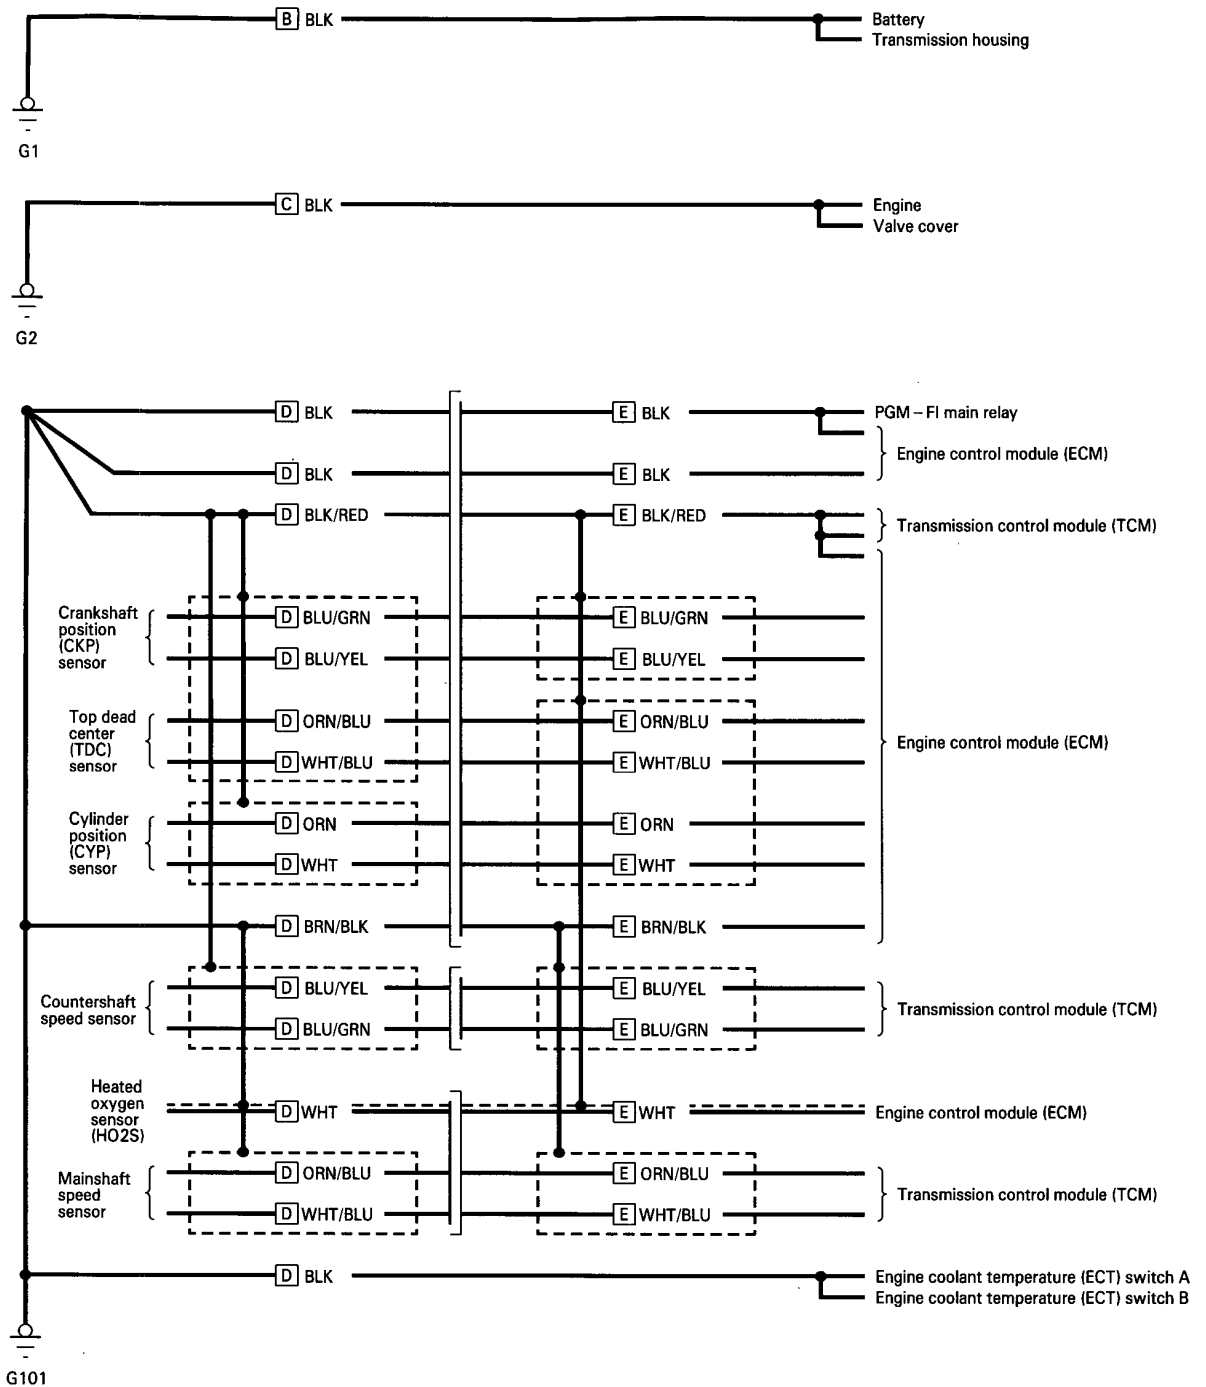 B BLK Battery
Transmission housing
G1
C BLK Engine
Valve cover
G2
D BLK E BLK PGM – FI main relay
Engine control module (ECM)
D BLK E BLK
D BLK/RED E BLK/RED Transmission control module (TCM)
Crankshaft
position
(CKP)
sensor
D BLU/GRN E BLU/GRN
D BLU/YEL E BLU/YEL
Top dead
center
(TDC)
sensor
D ORN/BLU E ORN/BLU
Engine control module (ECM)
D WHT/BLU E WHT/BLU
Cylinder
position
(CYP)
sensor
D ORN E ORN
D WHT E WHT
D BRN/BLK E BRN/BLK
Countershaft
speed sensor
D BLU/YEL E BLU/YEL
Transmission control module (TCM)
D BLU/GRN E BLU/GRN
Heated
oxygen
sensor
(HO2S)
D WHT E WHT Engine control module (ECM)
Mainshaft
speed
sensor
D ORN/BLU E ORN/BLU
Transmission control module (TCM)
D WHT/BLU E WHT/BLU
D BLK Engine coolant temperature (ECT) switch A
Engine coolant temperature (ECT) switch B
G101